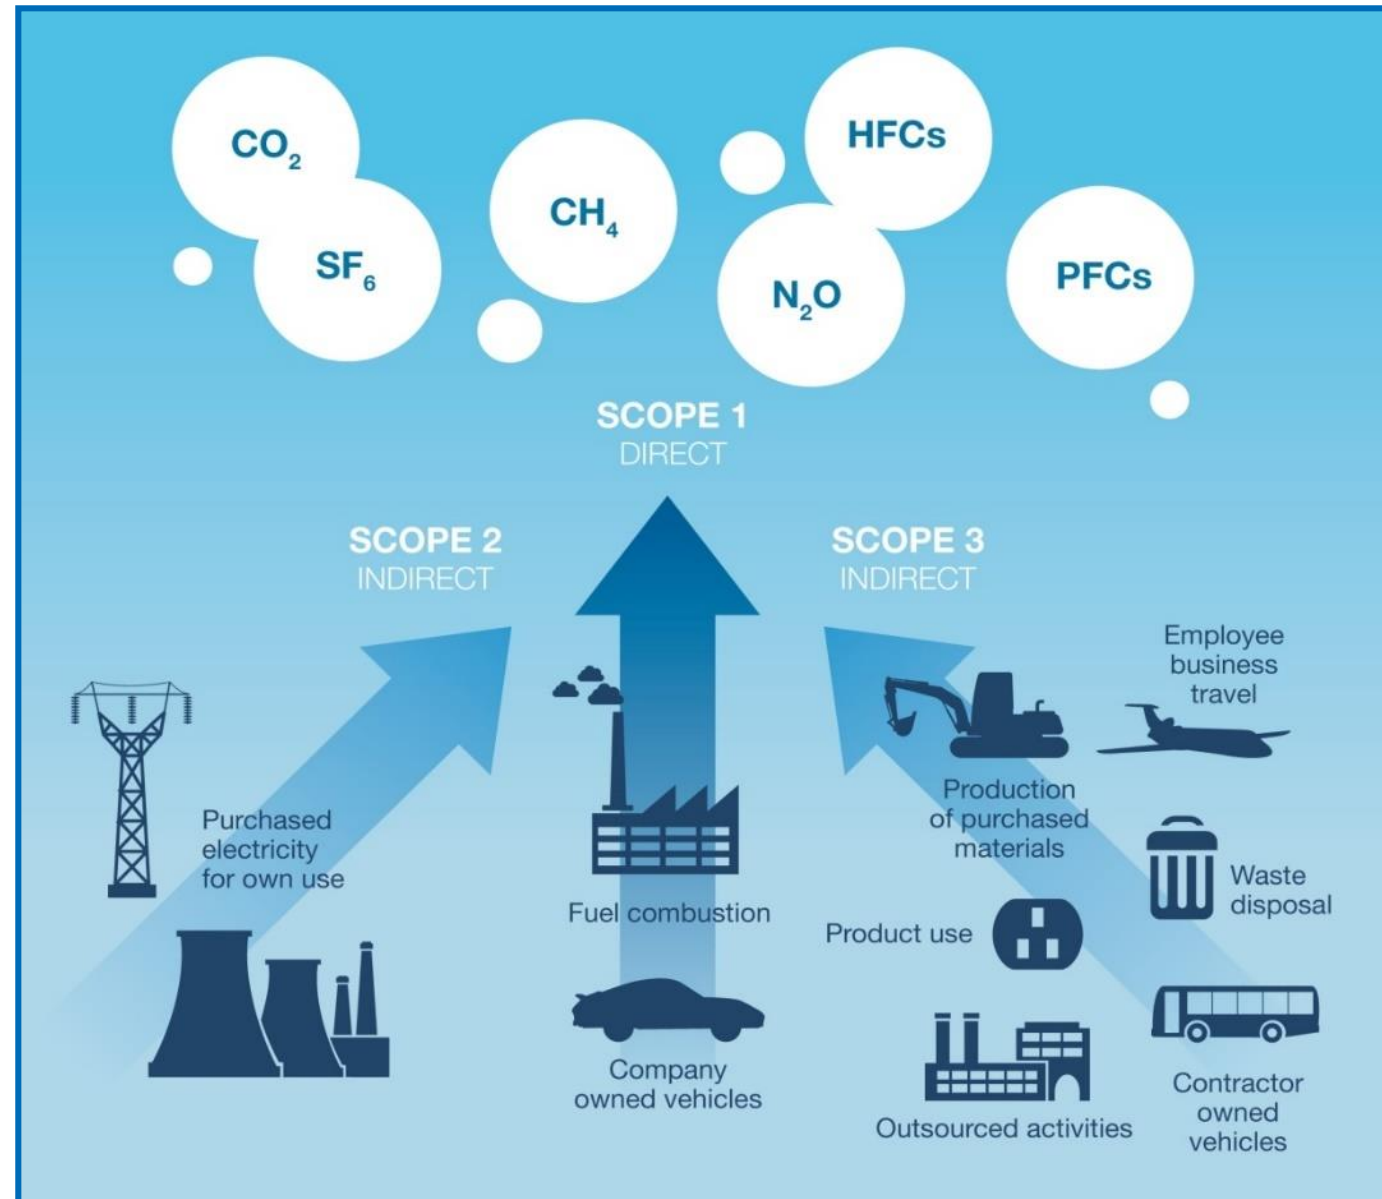 CO₂
SF₆
CH₄
HFCs
N₂O
PFCs
SCOPE 1
DIRECT
SCOPE 2
INDIRECT
SCOPE 3
INDIRECT
Purchased
electricity
for own use
Fuel combustion
Company
owned vehicles
Employee
business
travel
Production
of purchased
materials
Waste
disposal
Product use
Outsourced activities
Contractor
owned
vehicles